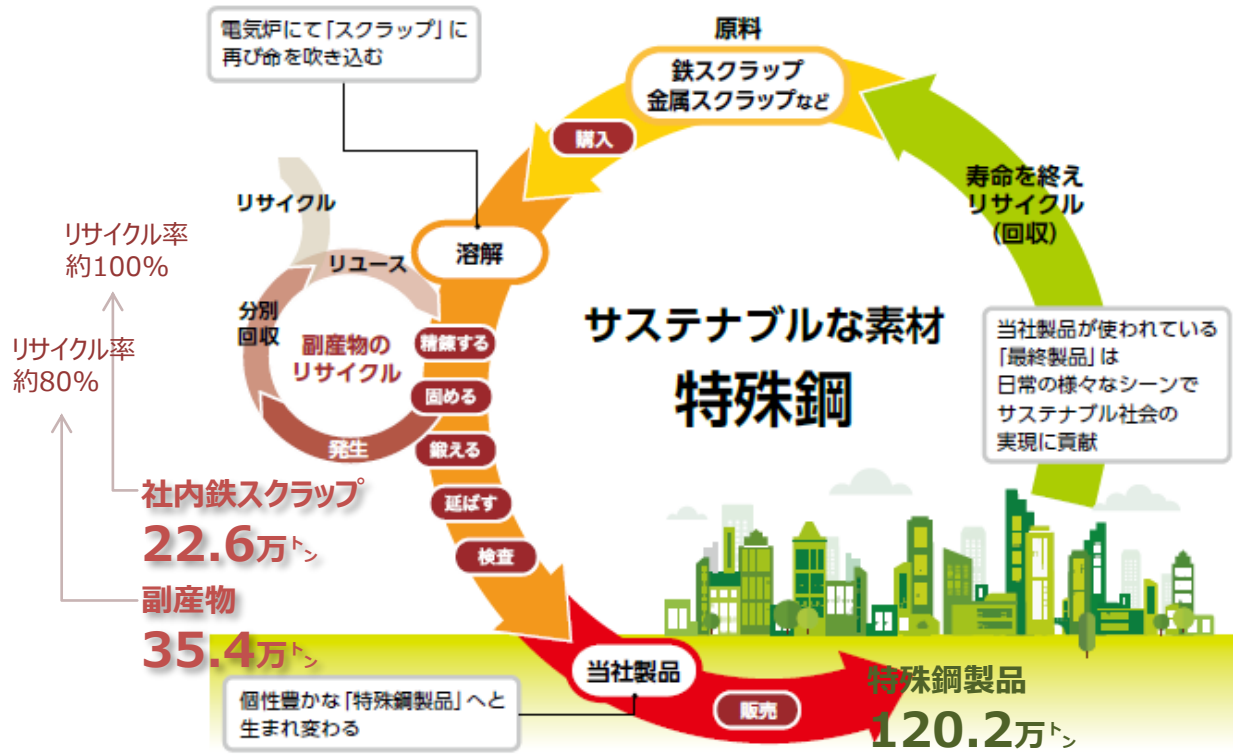 電気炉にて「スクラップ」に
再び命を吹き込む
原料
鉄スクラップ
金属スクラップなど
購入
寿命を終え
リサイクル
(回収)
リサイクル
溶解
リサイクル率
約100%
リユース
分別
回収
副産物の
リサイクル
発生
リサイクル率
約80%
精錬する
固める
鍛える
延ばす
検査
サステナブルな素材
特殊鋼
当社製品が使われている
「最終製品」は
日常の様々なシーンで
サステナブル社会の
実現に貢献
社内鉄スクラップ
22.6万トン
副産物
35.4万トン
当社製品
個性豊かな「特殊鋼製品」へと
生まれ変わる
販売
特殊鋼製品
120.2万トン